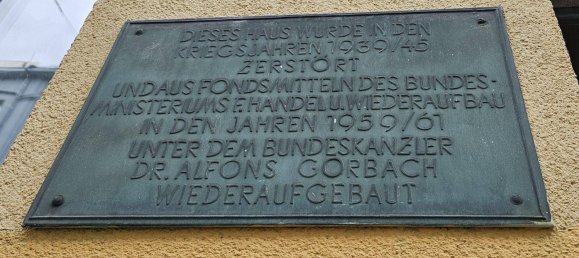 DIESES HAUS WURDE IN DEN
KRIEGSJAHREN 1939/45
ZERSTÖRT
UND AUS FONDSMITTELN DES BUNDES-
MINISTERIUMS F. HANDEL U. WIEDERAUFBAU
IN DEN JAHREN 1959/61
UNTER DEM BUNDESKANZLER
DR. ALFONS GORBACH
WIEDERAUFGEBAUT